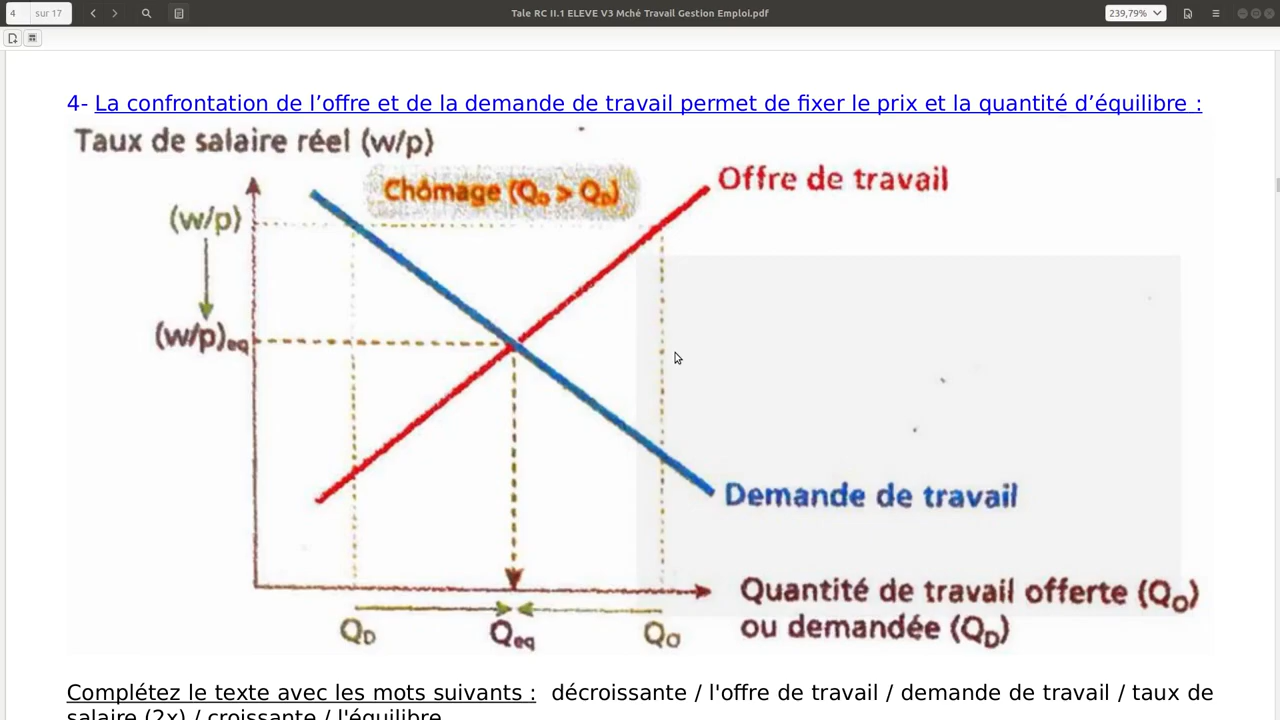 4 sur 17
Tale RC II.1 ELEVE V3 Mché Travail Gestion Emploi.pdf
239,79%
4- La confrontation de l’offre et de la demande de travail permet de fixer le prix et la quantité d’équilibre :
Taux de salaire réel (w/p)
Chômage (QO > QD)
Offre de travail
(w/p)
(w/p)eq
Demande de travail
Quantité de travail offerte (QO)
ou demandée (QD)
QD
Qeq
QO
Complétez le texte avec les mots suivants : décroissante / l'offre de travail / demande de travail / taux de
salaire (2x) / croissante / l'équilibre